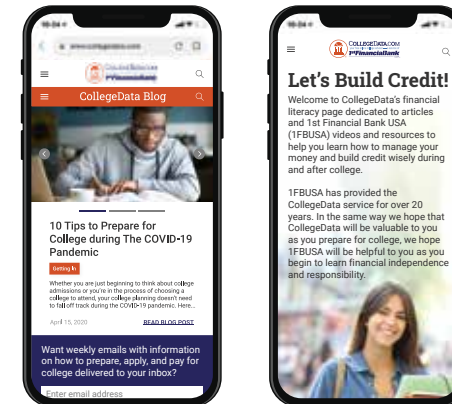 COLLEGEDATA.COM
1stFinancialBank
CollegeData Blog
10 Tips to Prepare for
College during The COVID-19
Pandemic
Getting In
Whether you are just beginning to think about college
admissions or you're in the process of choosing a
college to attend, your college planning doesn't need
to fall off track during the COVID-19 pandemic. Here...
April 15, 2020
READ BLOG POST
Want weekly emails with information
on how to prepare, apply, and pay for
college delivered to your inbox?
Enter email address
COLLEGEDATA.COM
1stFinancialBank
Let's Build Credit!
Welcome to CollegeData's financial
literacy page dedicated to articles
and 1st Financial Bank USA
(1FBUSA) videos and resources to
help you learn how to manage your
money and build credit wisely during
and after college.
1FBUSA has provided the
CollegeData service for over 20
years. In the same way we hope that
CollegeData will be valuable to you
as you prepare for college, we hope
1FBUSA will be helpful to you as you
begin to learn financial independence
and responsibility.